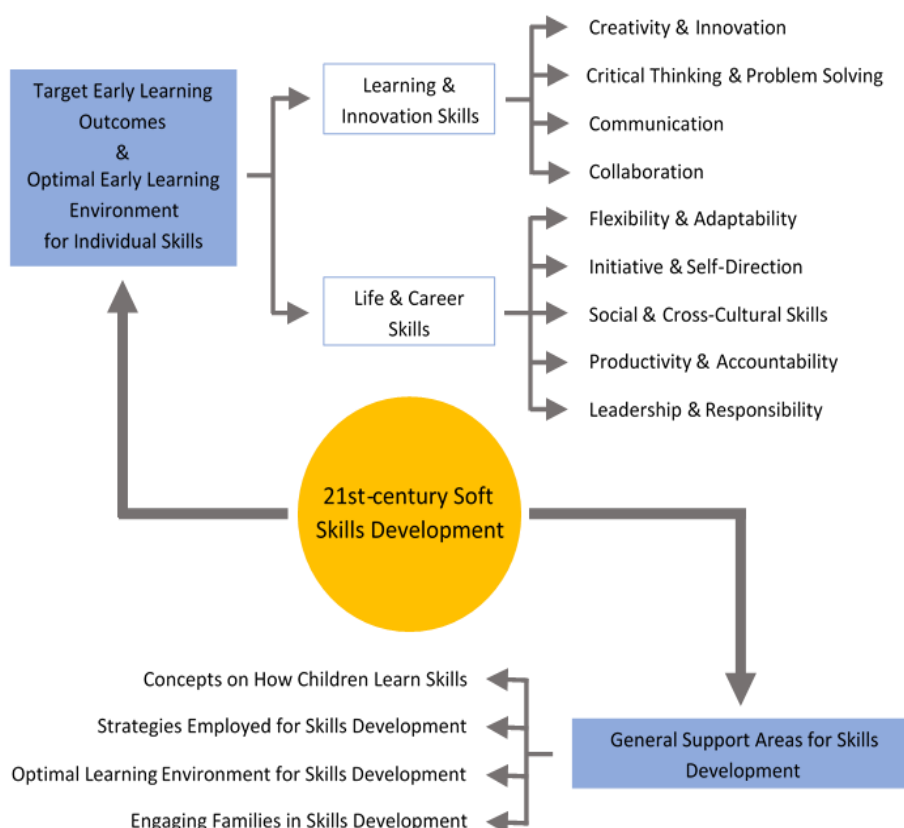 Target Early Learning
Outcomes
&
Optimal Early Learning
Environment
for Individual Skills
Learning &
Innovation Skills
Creativity & Innovation
Critical Thinking & Problem Solving
Communication
Collaboration
Life & Career
Skills
Flexibility & Adaptability
Initiative & Self-Direction
Social & Cross-Cultural Skills
Productivity & Accountability
Leadership & Responsibility
21st-century Soft
Skills Development
General Support Areas for Skills
Development
Concepts on How Children Learn Skills
Strategies Employed for Skills Development
Optimal Learning Environment for Skills Development
Engaging Families in Skills Development